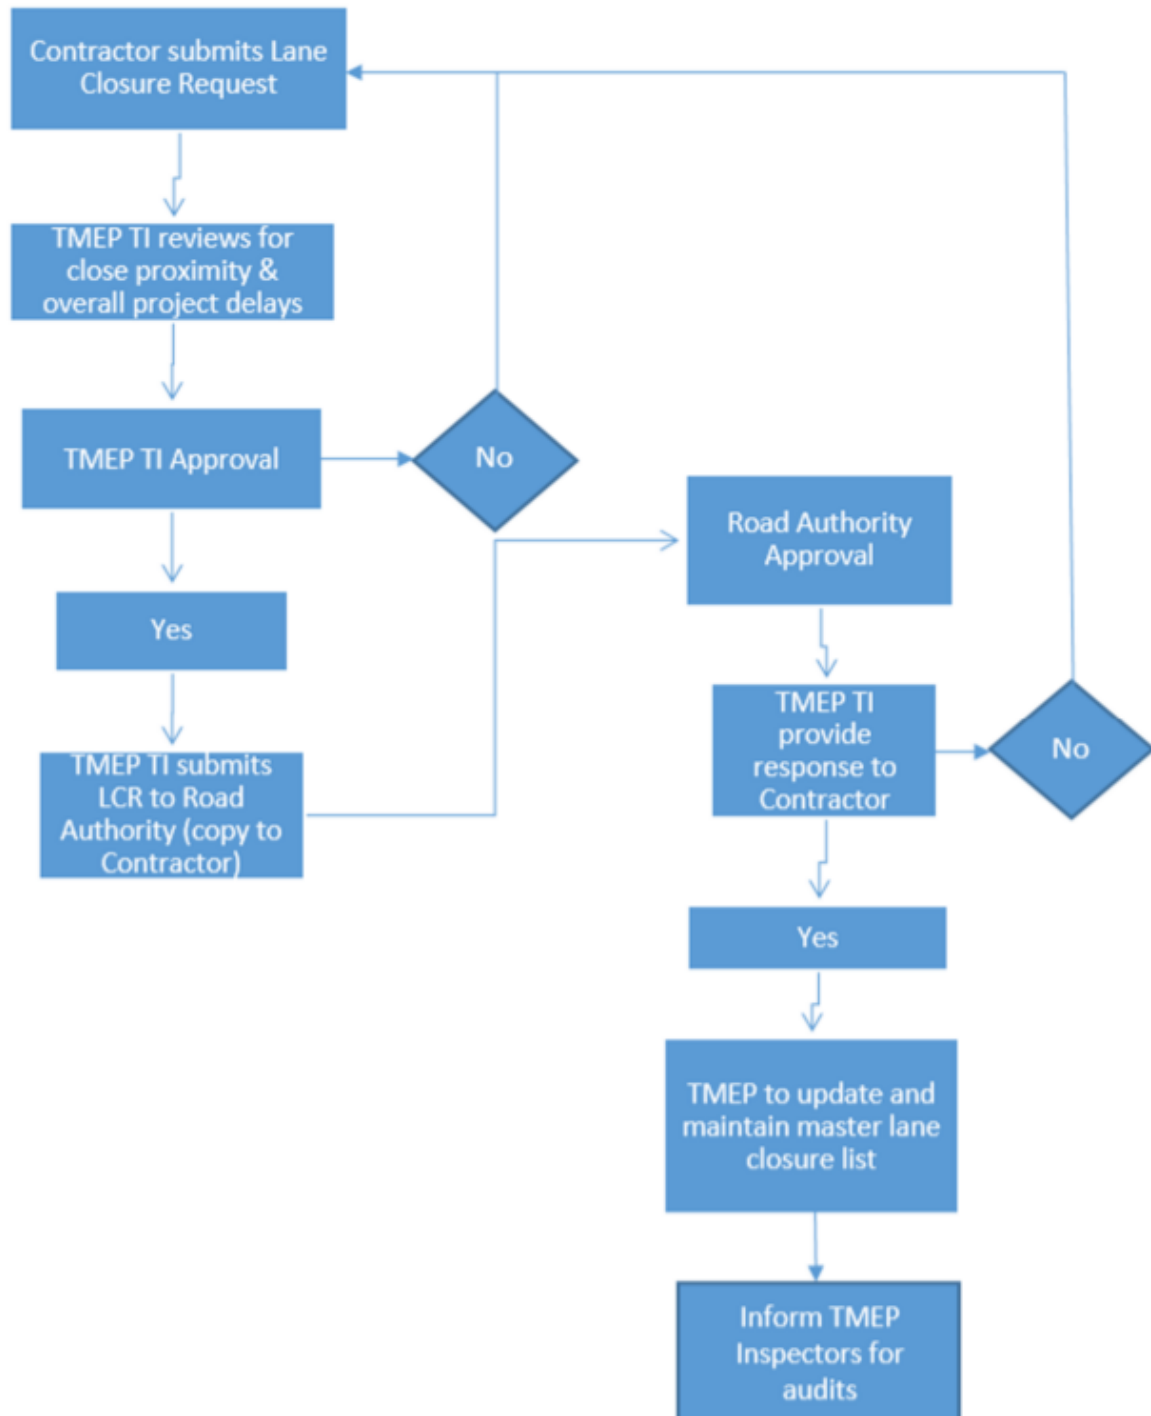 Contractor submits Lane
Closure Request
TMEP TI reviews for
close proximity &
overall project delays
TMEP TI Approval
No
Yes
TMEP TI submits
LCR to Road
Authority (copy to
Contractor)
Road Authority
Approval
TMEP TI
provide
response to
Contractor
No
Yes
TMEP to update and
maintain master lane
closure list
Inform TMEP
Inspectors for
audits